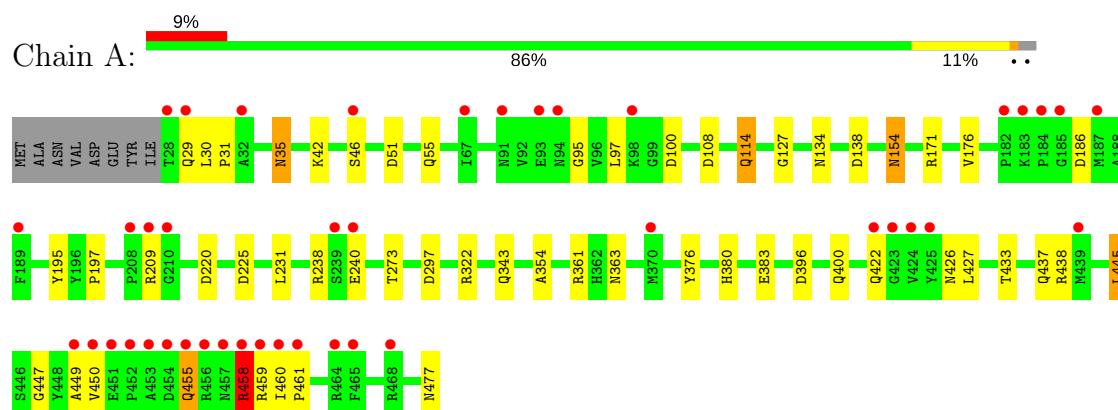 9%
Chain A:
86% 11% • •
MET ALA ASN VAL ASP GLU TYR ILE T28 Q29 L30 P31 A32 N35 K42 S46 D51 Q55 I67 N91 V92 E93 N94 G95 V96 L97 K98 G99 D100 D108 Q114 G127 N134 D138 N154 R171 V176 P182 K183 P184 G185 D186 M187 A188
F189 Y195 Y196 P197 P208 R209 G210 D220 D225 L231 R238 S239 E240 T273 D297 R322 Q343 A354 R361 H362 N363 M370 Y376 H380 E383 D396 Q400 Q422 G423 V424 Y425 N426 L427 T433 Q437 R438 M439 L445
S446 G447 Y448 A449 V450 E451 P452 A453 D454 Q455 R456 N457 R458 R459 I460 P461 R464 F465 R468 N477